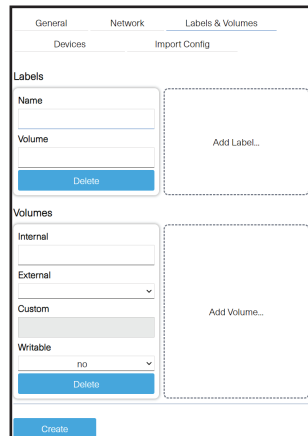 General Network Labels & Volumes
Devices Import Config
Labels
Name
Volume
Delete
Add Label...
Volumes
Internal
External
Custom
Writable
no
Delete
Add Volume...
Create